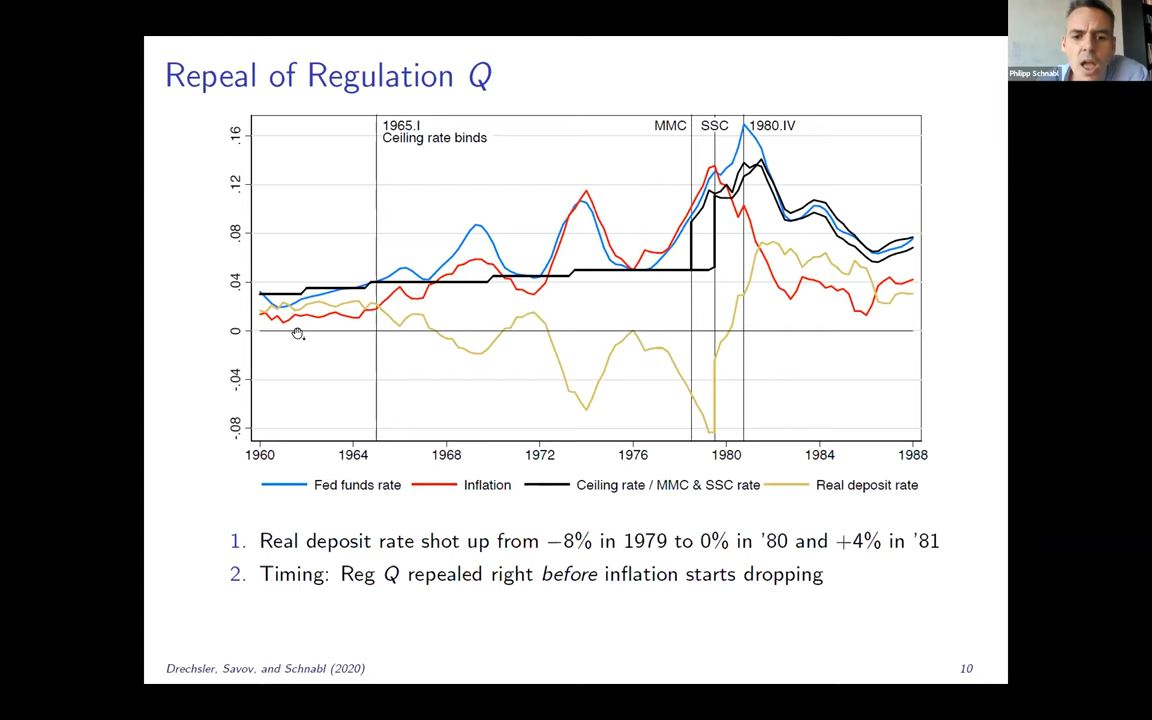 Philipp Schnabl
Repeal of Regulation Q
1965.I
Ceiling rate binds
MMC
SSC
1980.IV
.16
.12
.08
.04
0
-.04
-.08
1960
1964
1968
1972
1976
1980
1984
1988
Fed funds rate
Inflation
Ceiling rate / MMC & SSC rate
Real deposit rate
1. Real deposit rate shot up from −8% in 1979 to 0% in '80 and +4% in '81
2. Timing: Reg Q repealed right before inflation starts dropping
Drechsler, Savov, and Schnabl (2020)
10